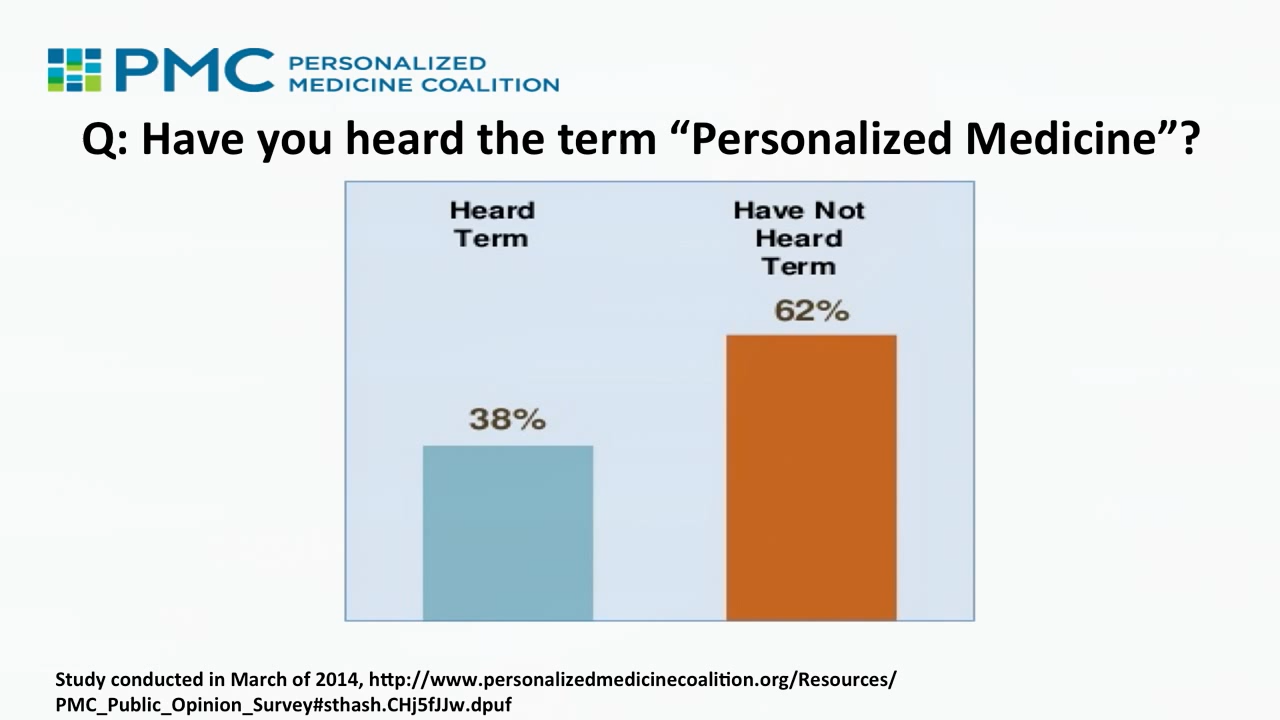 PMC PERSONALIZED
MEDICINE COALITION
Q: Have you heard the term “Personalized Medicine”?
Heard
Term
Have Not
Heard
Term
62%
38%
Study conducted in March of 2014, http://www.personalizedmedicinecoalition.org/Resources/
PMC_Public_Opinion_Survey#sthash.CHj5fJJw.dpuf